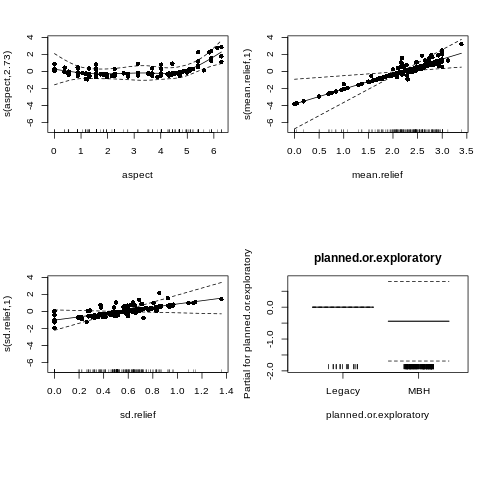 s(aspect,2.73)
4
2
0
-2
-4
-6
0 1 2 3 4 5 6
aspect
s(mean.relief,1)
4
2
0
-2
-4
-6
0.0 0.5 1.0 1.5 2.0 2.5 3.0 3.5
mean.relief
s(sd.relief,1)
4
2
0
-2
-4
-6
0.0 0.2 0.4 0.6 0.8 1.0 1.2 1.4
sd.relief
planned.or.exploratory
Partial for planned.or.exploratory
0.0
-1.0
-2.0
Legacy MBH
planned.or.exploratory